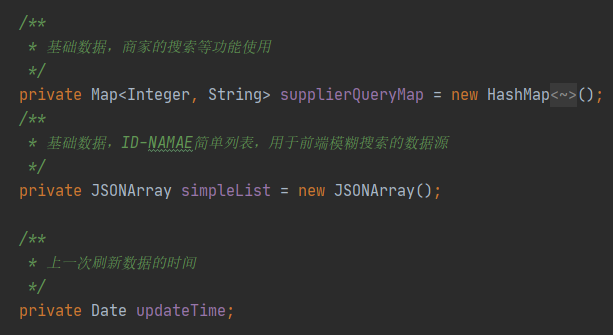 /**
* 基础数据，商家的搜索等功能使用
*/
private Map<Integer, String> supplierQueryMap = new HashMap<~>();
/**
* 基础数据，ID-NAMAE简单列表，用于前端模糊搜索的数据源
*/
private JSONArray simpleList = new JSONArray();
/**
* 上一次刷新数据的时间
*/
private Date updateTime;